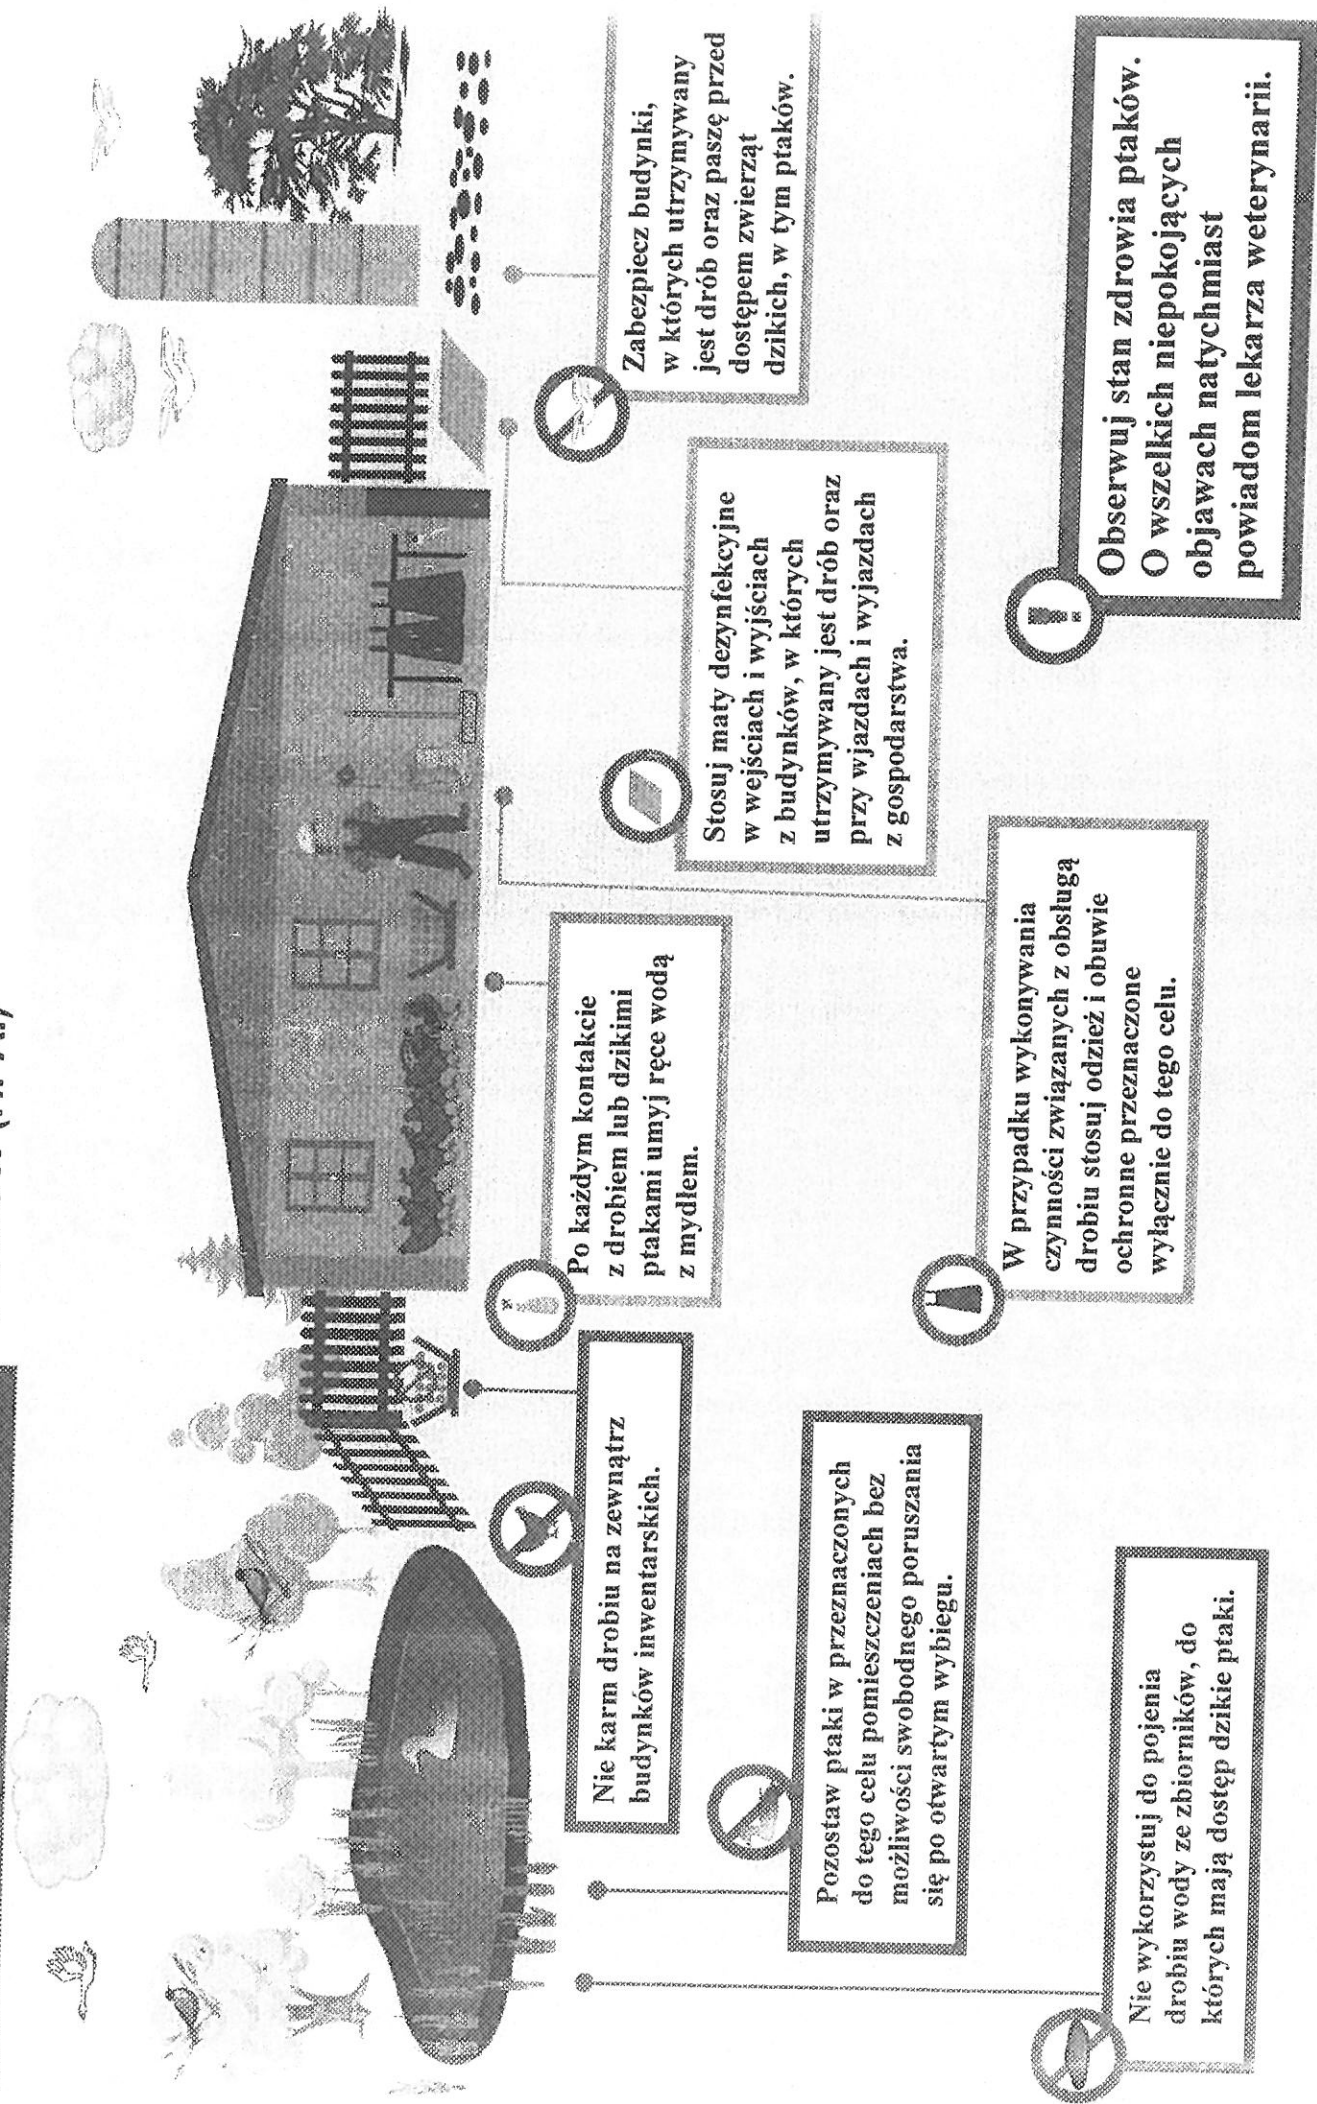 Nie karm drobiu na zewnątrz
budynków inwentarskich.
Po każdym kontakcie
z drobiem lub dzikimi
ptakami umyj ręce wodą
z mydłem.
Stosuj maty dezynfekcyjne
w wejściach i wyjściach
z budynków, w których
utrzymywany jest drób oraz
przy wjazdach i wyjazdach
z gospodarstwa.
Zabezpiecz budynki,
w których utrzymywany
jest drób oraz paszę przed
dostępem zwierząt
dzikich, w tym ptaków.
Pozostaw ptaki w przeznaczonych
do tego celu pomieszczeniach bez
możliwości swobodnego poruszania
się po otwartym wybiegu.
W przypadku wykonywania
czynności związanych z obsługą
drobiu stosuj odzież i obuwie
ochronne przeznaczone
wyłącznie do tego celu.
Nie wykorzystuj do pojenia
drobiu wody ze zbiorników, do
których mają dostęp dzikie ptaki.
Obserwuj stan zdrowia ptaków.
O wszelkich niepokojących
objawach natychmiast
powiadom lekarza weterynarii.